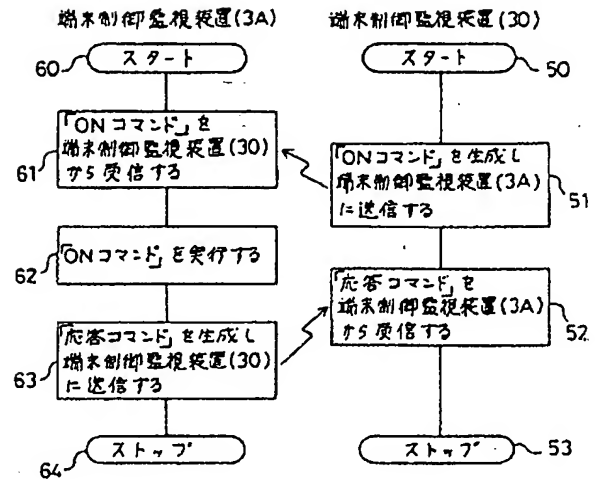 端末制御監視装置(3A)
60
スタート
「ONコマンド」を
端末制御監視装置(30)
から受信する
61
「ONコマンド」を実行する
62
「応答コマンド」を生成し
端末制御監視装置(30)
に送信する
63
ストップ
64
端末制御監視装置(30)
スタート
50
「ONコマンド」を生成し
端末制御監視装置(3A)
に送信する
51
「応答コマンド」を
端末制御監視装置(3A)
から受信する
52
ストップ
53